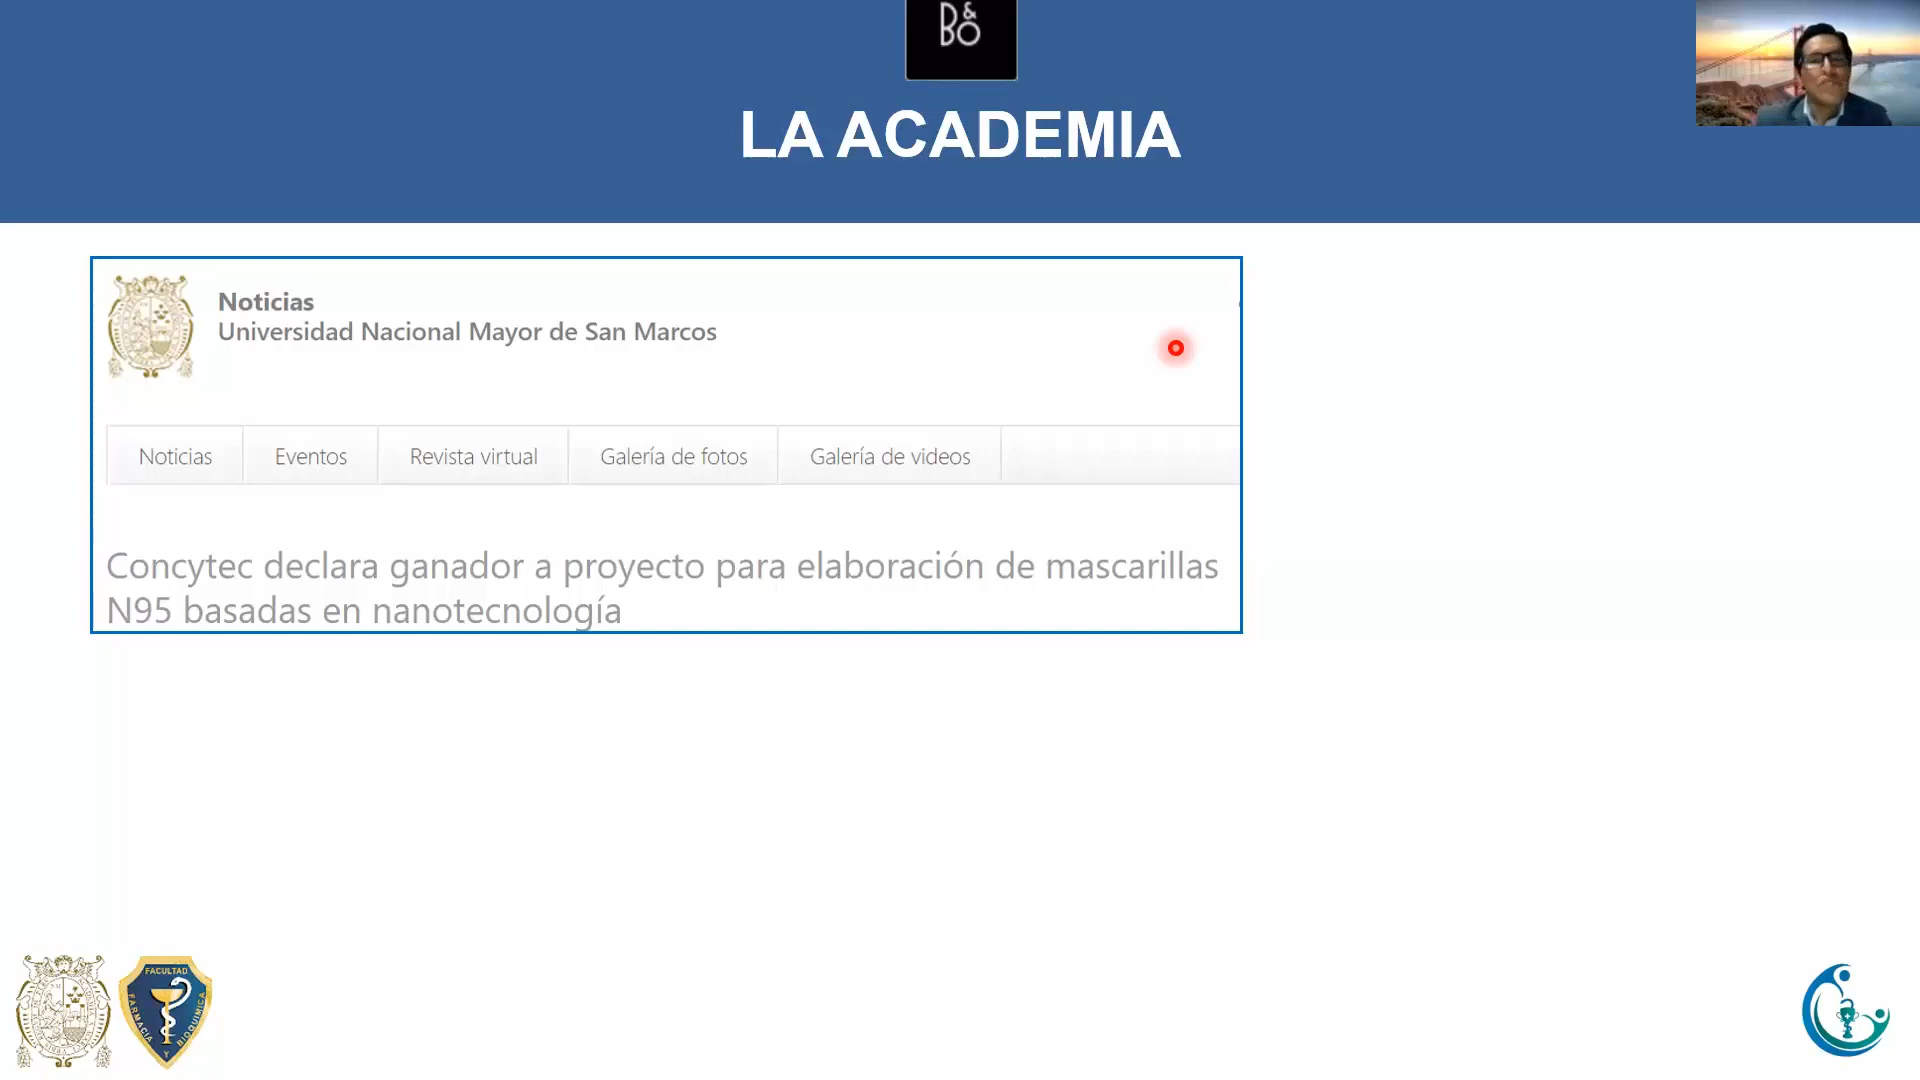 B&O
LA ACADEMIA
Noticias
Universidad Nacional Mayor de San Marcos
Noticias
Eventos
Revista virtual
Galería de fotos
Galería de videos
Concytec declara ganador a proyecto para elaboración de mascarillas
N95 basadas en nanotecnología
FACULTAD
FARMACIA Y BIOQUIMICA